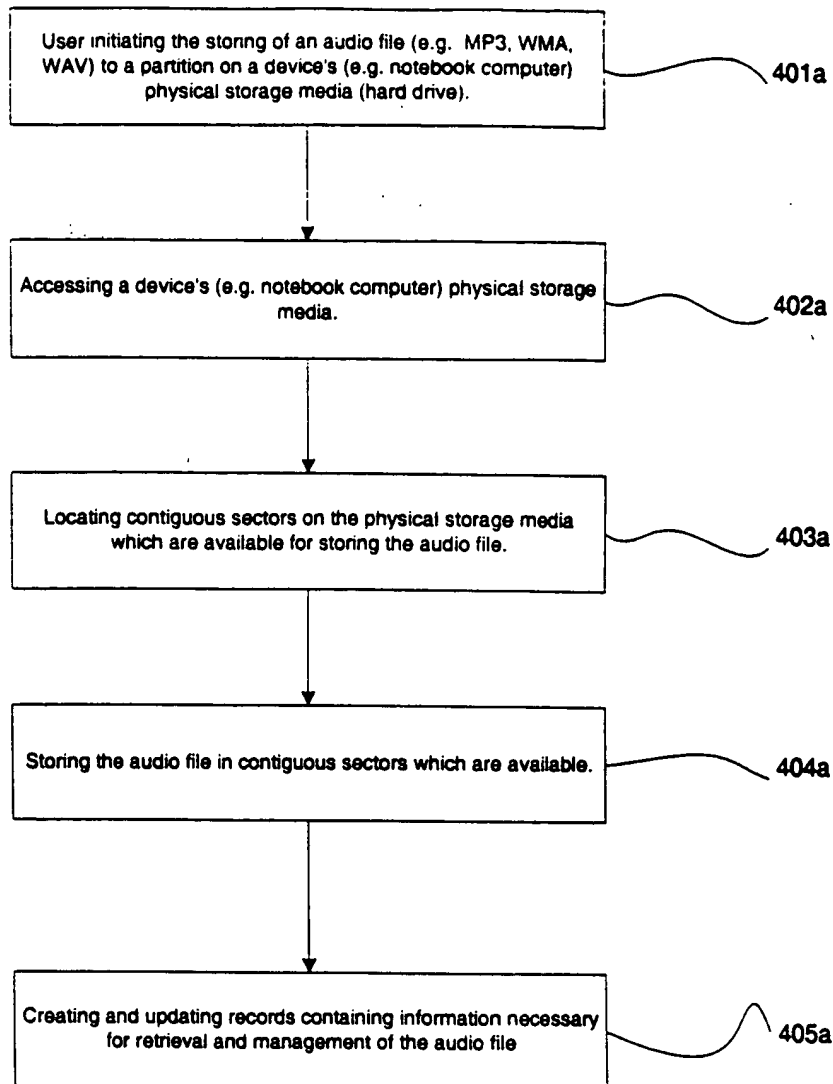 User initiating the storing of an audio file (e.g. MP3, WMA,
WAV) to a partition on a device's (e.g. notebook computer)
physical storage media (hard drive).
401a
Accessing a device's (e.g. notebook computer) physical storage
media.
402a
Locating contiguous sectors on the physical storage media
which are available for storing the audio file.
403a
Storing the audio file in contiguous sectors which are available.
404a
Creating and updating records containing information necessary
for retrieval and management of the audio file
405a